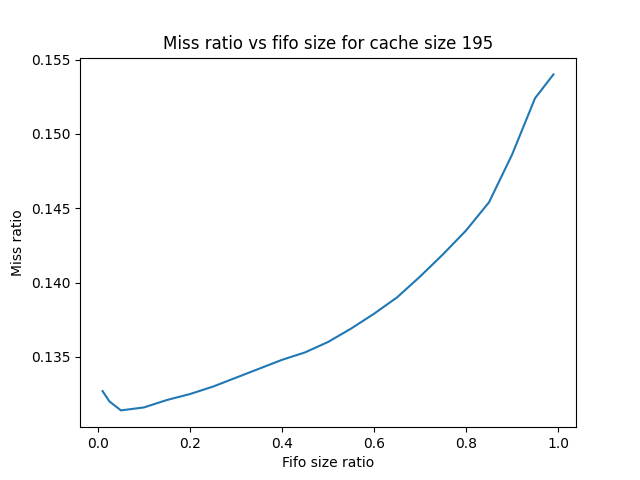 Miss ratio vs fifo size for cache size 195
0.155
0.150
0.145
0.140
0.135
Miss ratio
0.0 0.2 0.4 0.6 0.8 1.0
Fifo size ratio